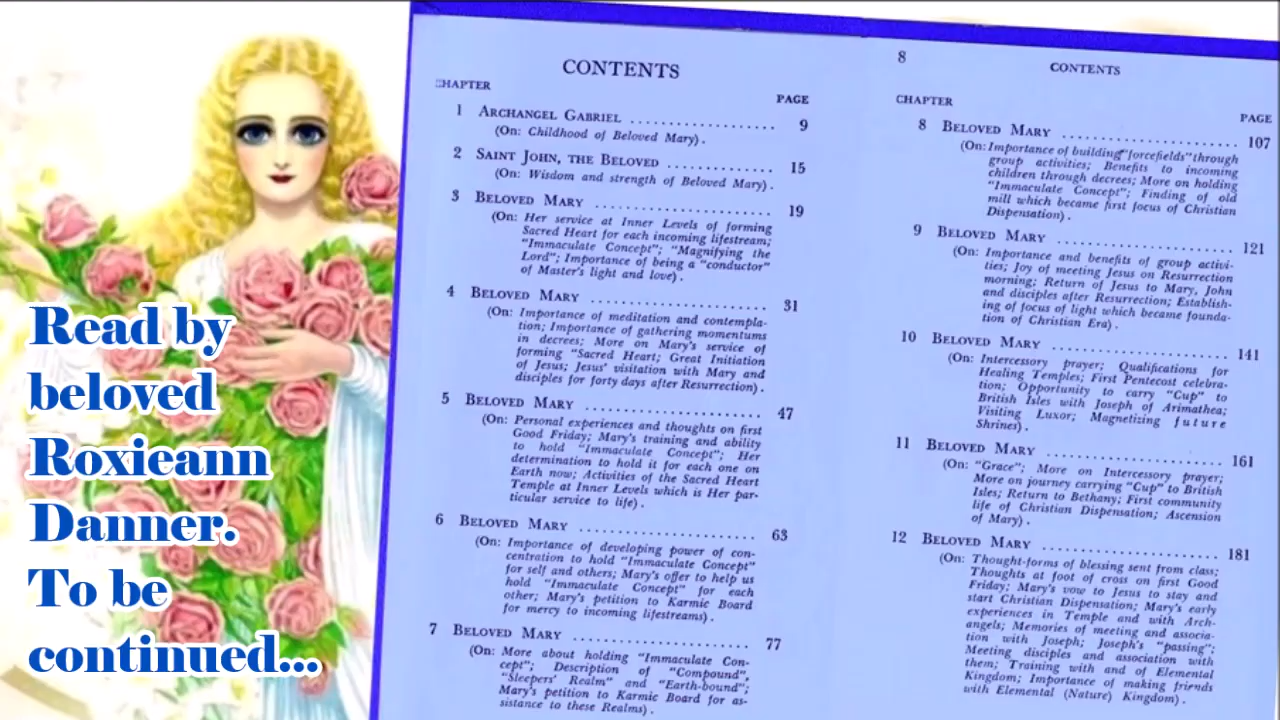 Read by
beloved
Roxieann
Danner.
To be
continued...
CONTENTS
CHAPTER
PAGE
1 ARCHANGEL GABRIEL .................... 9
(On: Childhood of Beloved Mary).
2 SAINT JOHN, THE BELOVED .............. 15
(On: Wisdom and strength of Beloved Mary).
3 BELOVED MARY ........................ 19
(On: Her service at Inner Levels of forming
Sacred Heart for each incoming lifestream;
"Immaculate Concept"; "Magnifying the
Lord"; Importance of being a "conductor"
of Master's light and love).
4 BELOVED MARY ........................ 31
(On: Importance of meditation and contempla-
tion; Importance of gathering momentums
in decrees; More on Mary's service of
forming "Sacred Heart; Great Initiation
of Jesus; Jesus' visitation with Mary and
disciples for forty days after Resurrection).
5 BELOVED MARY ........................ 47
(On: Personal experiences and thoughts on first
Good Friday; Mary's training and ability
to hold "Immaculate Concept"; Her
determination to hold it for each one on
Earth now; Activities of the Sacred Heart
Temple at Inner Levels which is Her par-
ticular service to life).
6 BELOVED MARY ........................ 63
(On: Importance of developing power of con-
centration to hold "Immaculate Concept"
for self and others; Mary's offer to help us
hold "Immaculate Concept" for each
other; Mary's petition to Karmic Board
for mercy to incoming lifestreams).
7 BELOVED MARY ........................ 77
(On: More about holding "Immaculate Con-
cept"; Description of "Compound",
"Sleepers' Realm" and "Earth-bound";
Mary's petition to Karmic Board for as-
sistance to these Realms).
8
CONTENTS
CHAPTER
PAGE
8 BELOVED MARY ........................ 107
(On: Importance of building "forcefields" through
group activities; Benefits to incoming
children through decrees; More on holding
"Immaculate Concept"; Finding of old
mill which became first focus of Christian
Dispensation).
9 BELOVED MARY ........................ 121
(On: Importance and benefits of group activi-
ties; Joy of meeting Jesus on Resurrection
morning; Return of Jesus to Mary, John
and disciples after Resurrection; Establish-
ing of focus of light which became founda-
tion of Christian Era).
10 BELOVED MARY ........................ 141
(On: Intercessory prayer; Qualifications for
Healing Temples; First Pentecost celebra-
tion; Opportunity to carry "Cup" to
British Isles with Joseph of Arimathea;
Visiting Luxor; Magnetizing future
Shrines).
11 BELOVED MARY ........................ 161
(On: "Grace"; More on Intercessory prayer;
More on journey carrying "Cup" to British
Isles; Return to Bethany; First community
life of Christian Dispensation; Ascension
of Mary).
12 BELOVED MARY ........................ 181
(On: Thought-forms of blessing sent from class;
Thoughts at foot of cross on first Good
Friday; Mary's vow to Jesus to stay and
start Christian Dispensation; Mary's early
experiences in Temple and with Arch-
angels; Memories of meeting and associa-
tion with Joseph; Joseph's "passing";
Meeting disciples and association with
them; Training with and of Elemental
Kingdom; Importance of making friends
with Elemental (Nature) Kingdom).